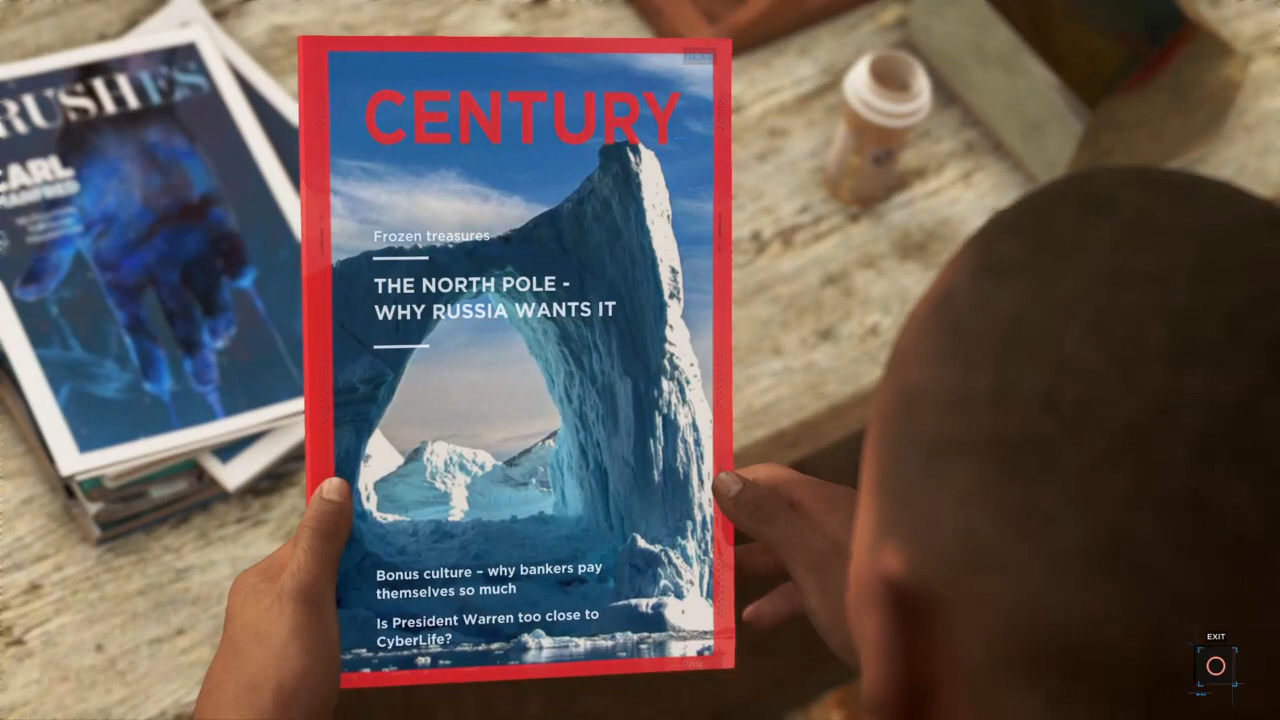 RUSHES
CARL
MANFRED
CENTURY
Frozen treasures
THE NORTH POLE -
WHY RUSSIA WANTS IT
Bonus culture – why bankers pay
themselves so much
Is President Warren too close to
CyberLife?
EXIT